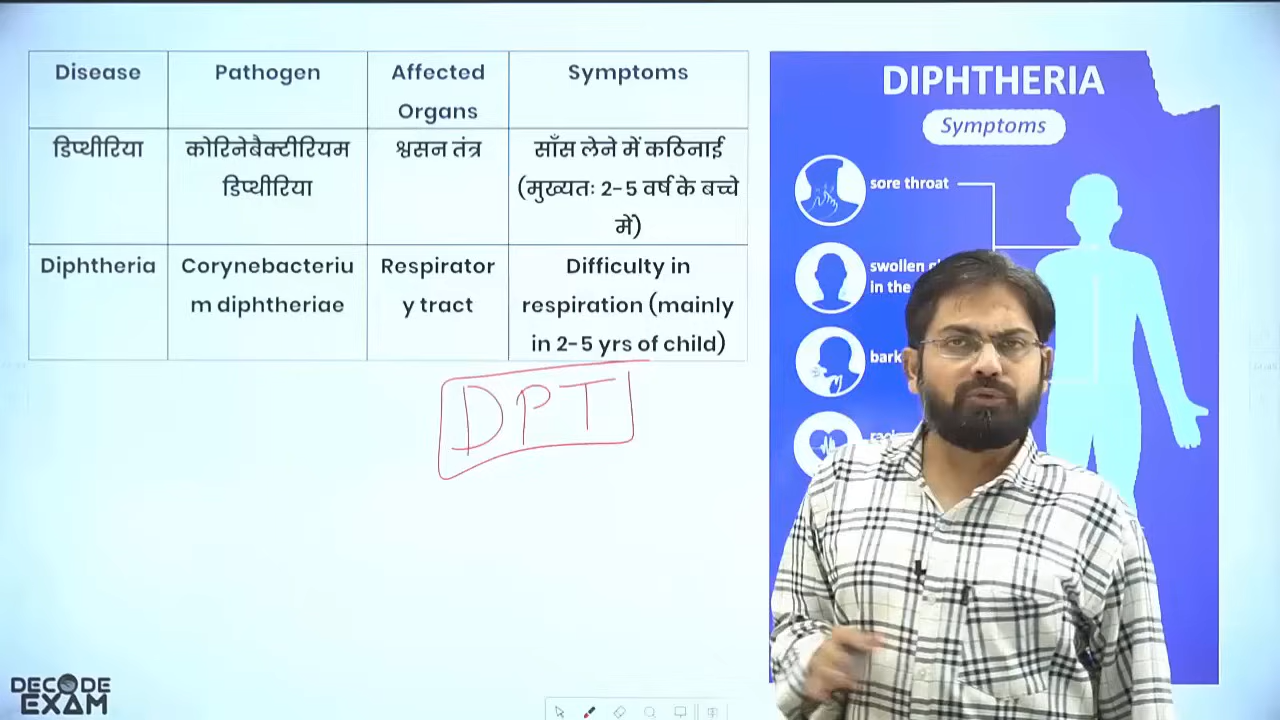 Disease
Pathogen
Affected
Organs
Symptoms
डिप्थीरिया
कोरिनेबैक्टीरियम
डिप्थीरिया
श्वसन तंत्र
साँस लेने में कठिनाई
(मुख्यतः 2-5 वर्ष के बच्चे
में)
Diphtheria
Corynebacteriu
m diphtheriae
Respirator
y tract
Difficulty in
respiration (mainly
in 2-5 yrs of child)
DPT
DIPHTHERIA
Symptoms
sore throat
swollen
in the
DECODE
EXAM